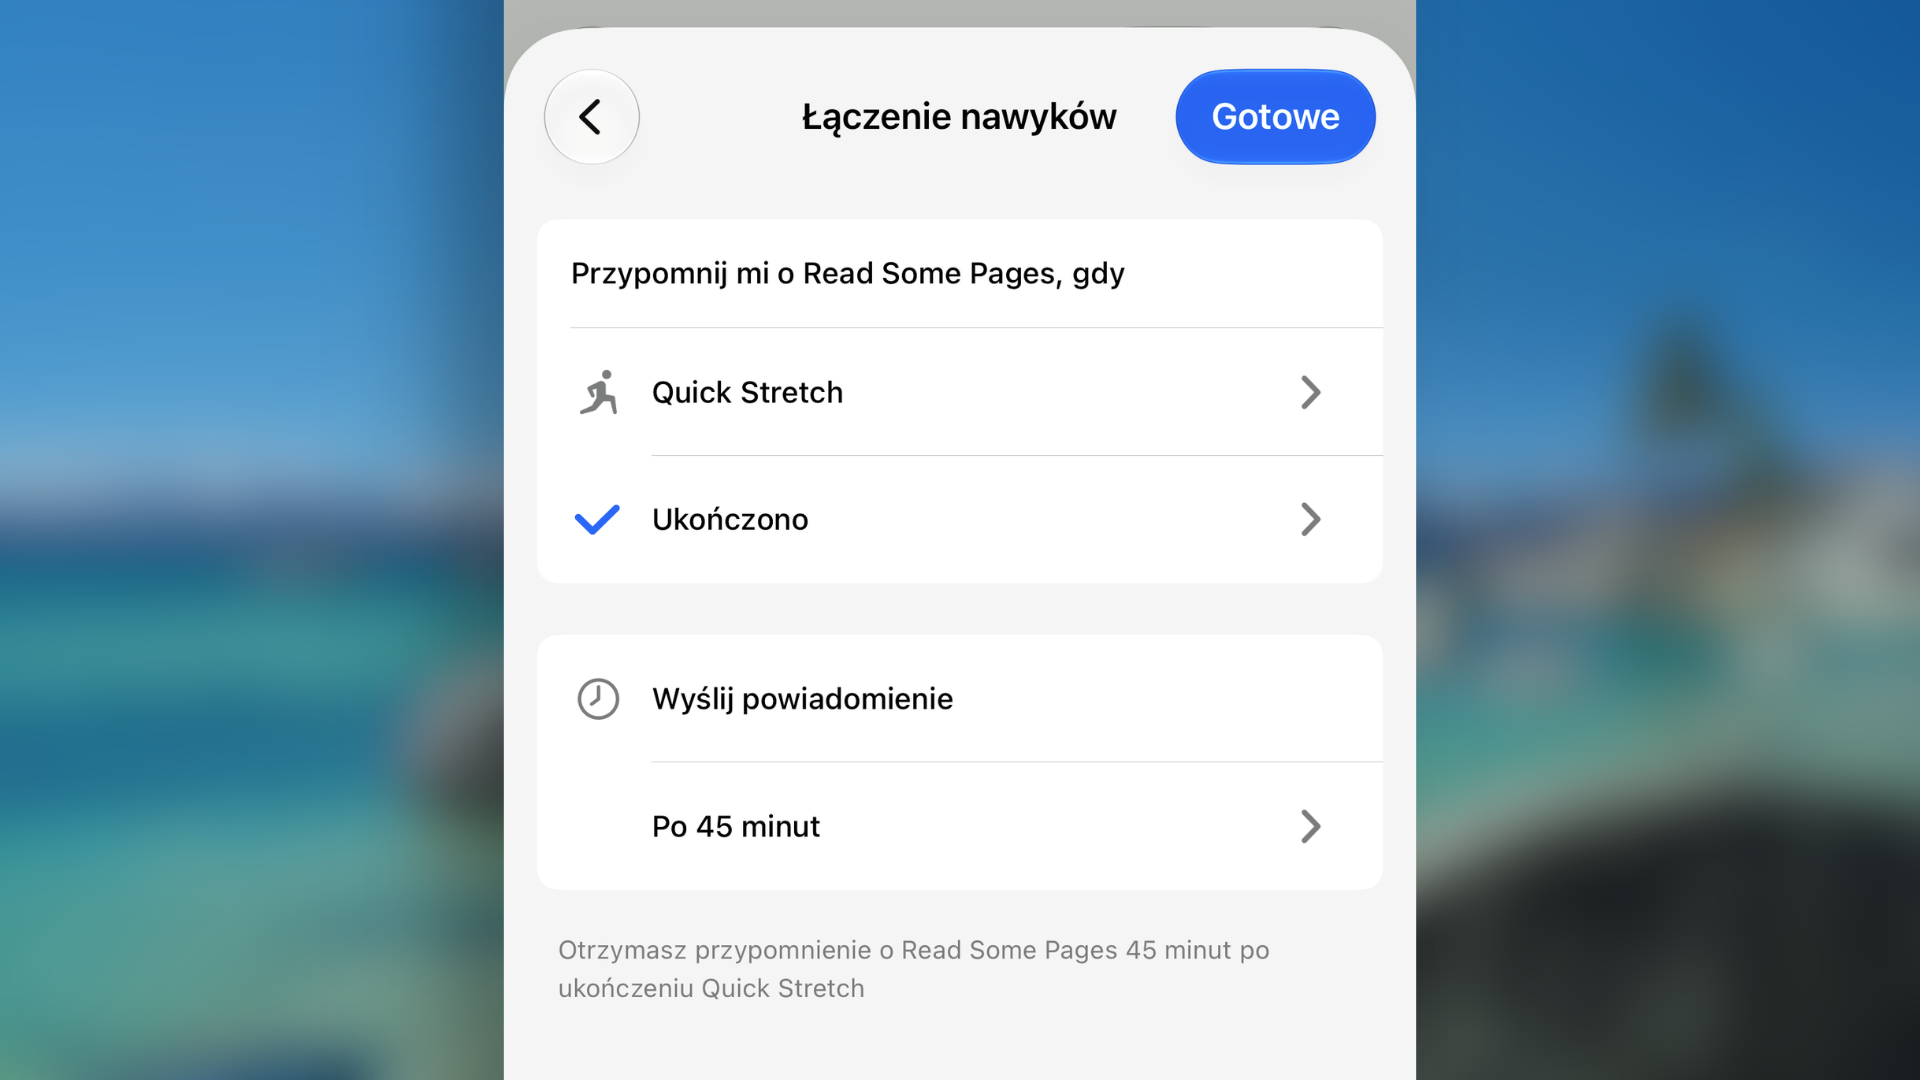 Łączenie nawyków
Gotowe
Przypomnij mi o Read Some Pages, gdy
Quick Stretch
Ukończono
Wyślij powiadomienie
Po 45 minut
Otrzymasz przypomnienie o Read Some Pages 45 minut po
ukończeniu Quick Stretch